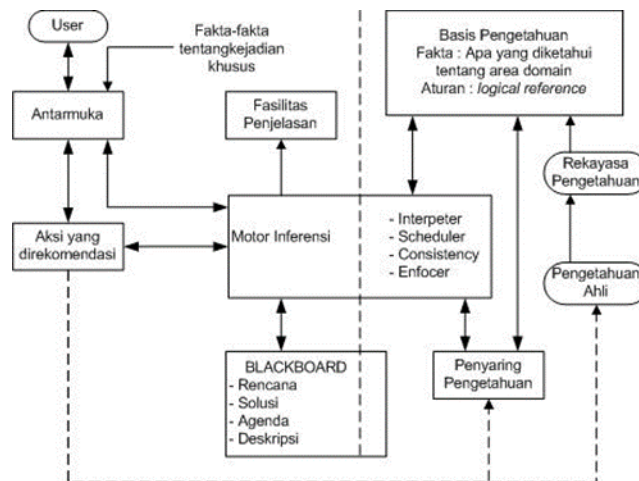 User
Fakta-fakta
tentangkejadian
khusus
Antarmuka
Fasilitas
Penjelasan
Basis Pengetahuan
Fakta : Apa yang diketahui
tentang area domain
Aturan : logical reference
Rekayasa
Pengetahuan
Aksi yang
direkomendasi
Motor Inferensi
- Interpeter
- Scheduler
- Consistency
- Enfocer
Pengetahuan
Ahli
BLACKBOARD
- Rencana
- Solusi
- Agenda
- Deskripsi
Penyaring
Pengetahuan